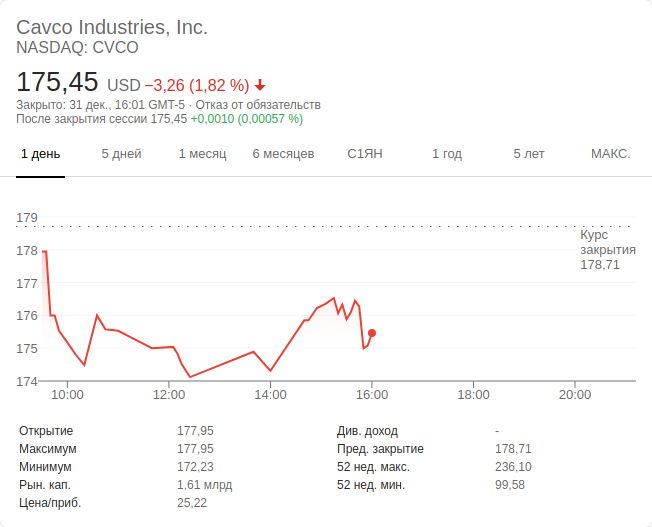 Cavco Industries, Inc.
NASDAQ: CVCO
175,45 USD −3,26 (1,82 %)
Закрыто: 31 дек., 16:01 GMT-5 · Отказ от обязательств
После закрытия сессии 175,45 +0,0010 (0,00057 %)
1 день 5 дней 1 месяц 6 месяцев С1ЯН 1 год 5 лет МАКС.
179
178
177
176
175
174
Курс
закрытия
178,71
10:00 12:00 14:00 16:00 18:00 20:00
Открытие 177,95 Див. доход -
Максимум 177,95 Пред. закрытие 178,71
Минимум 172,23 52 нед. макс. 236,10
Рын. кап. 1,61 млрд 52 нед. мин. 99,58
Цена/приб. 25,22